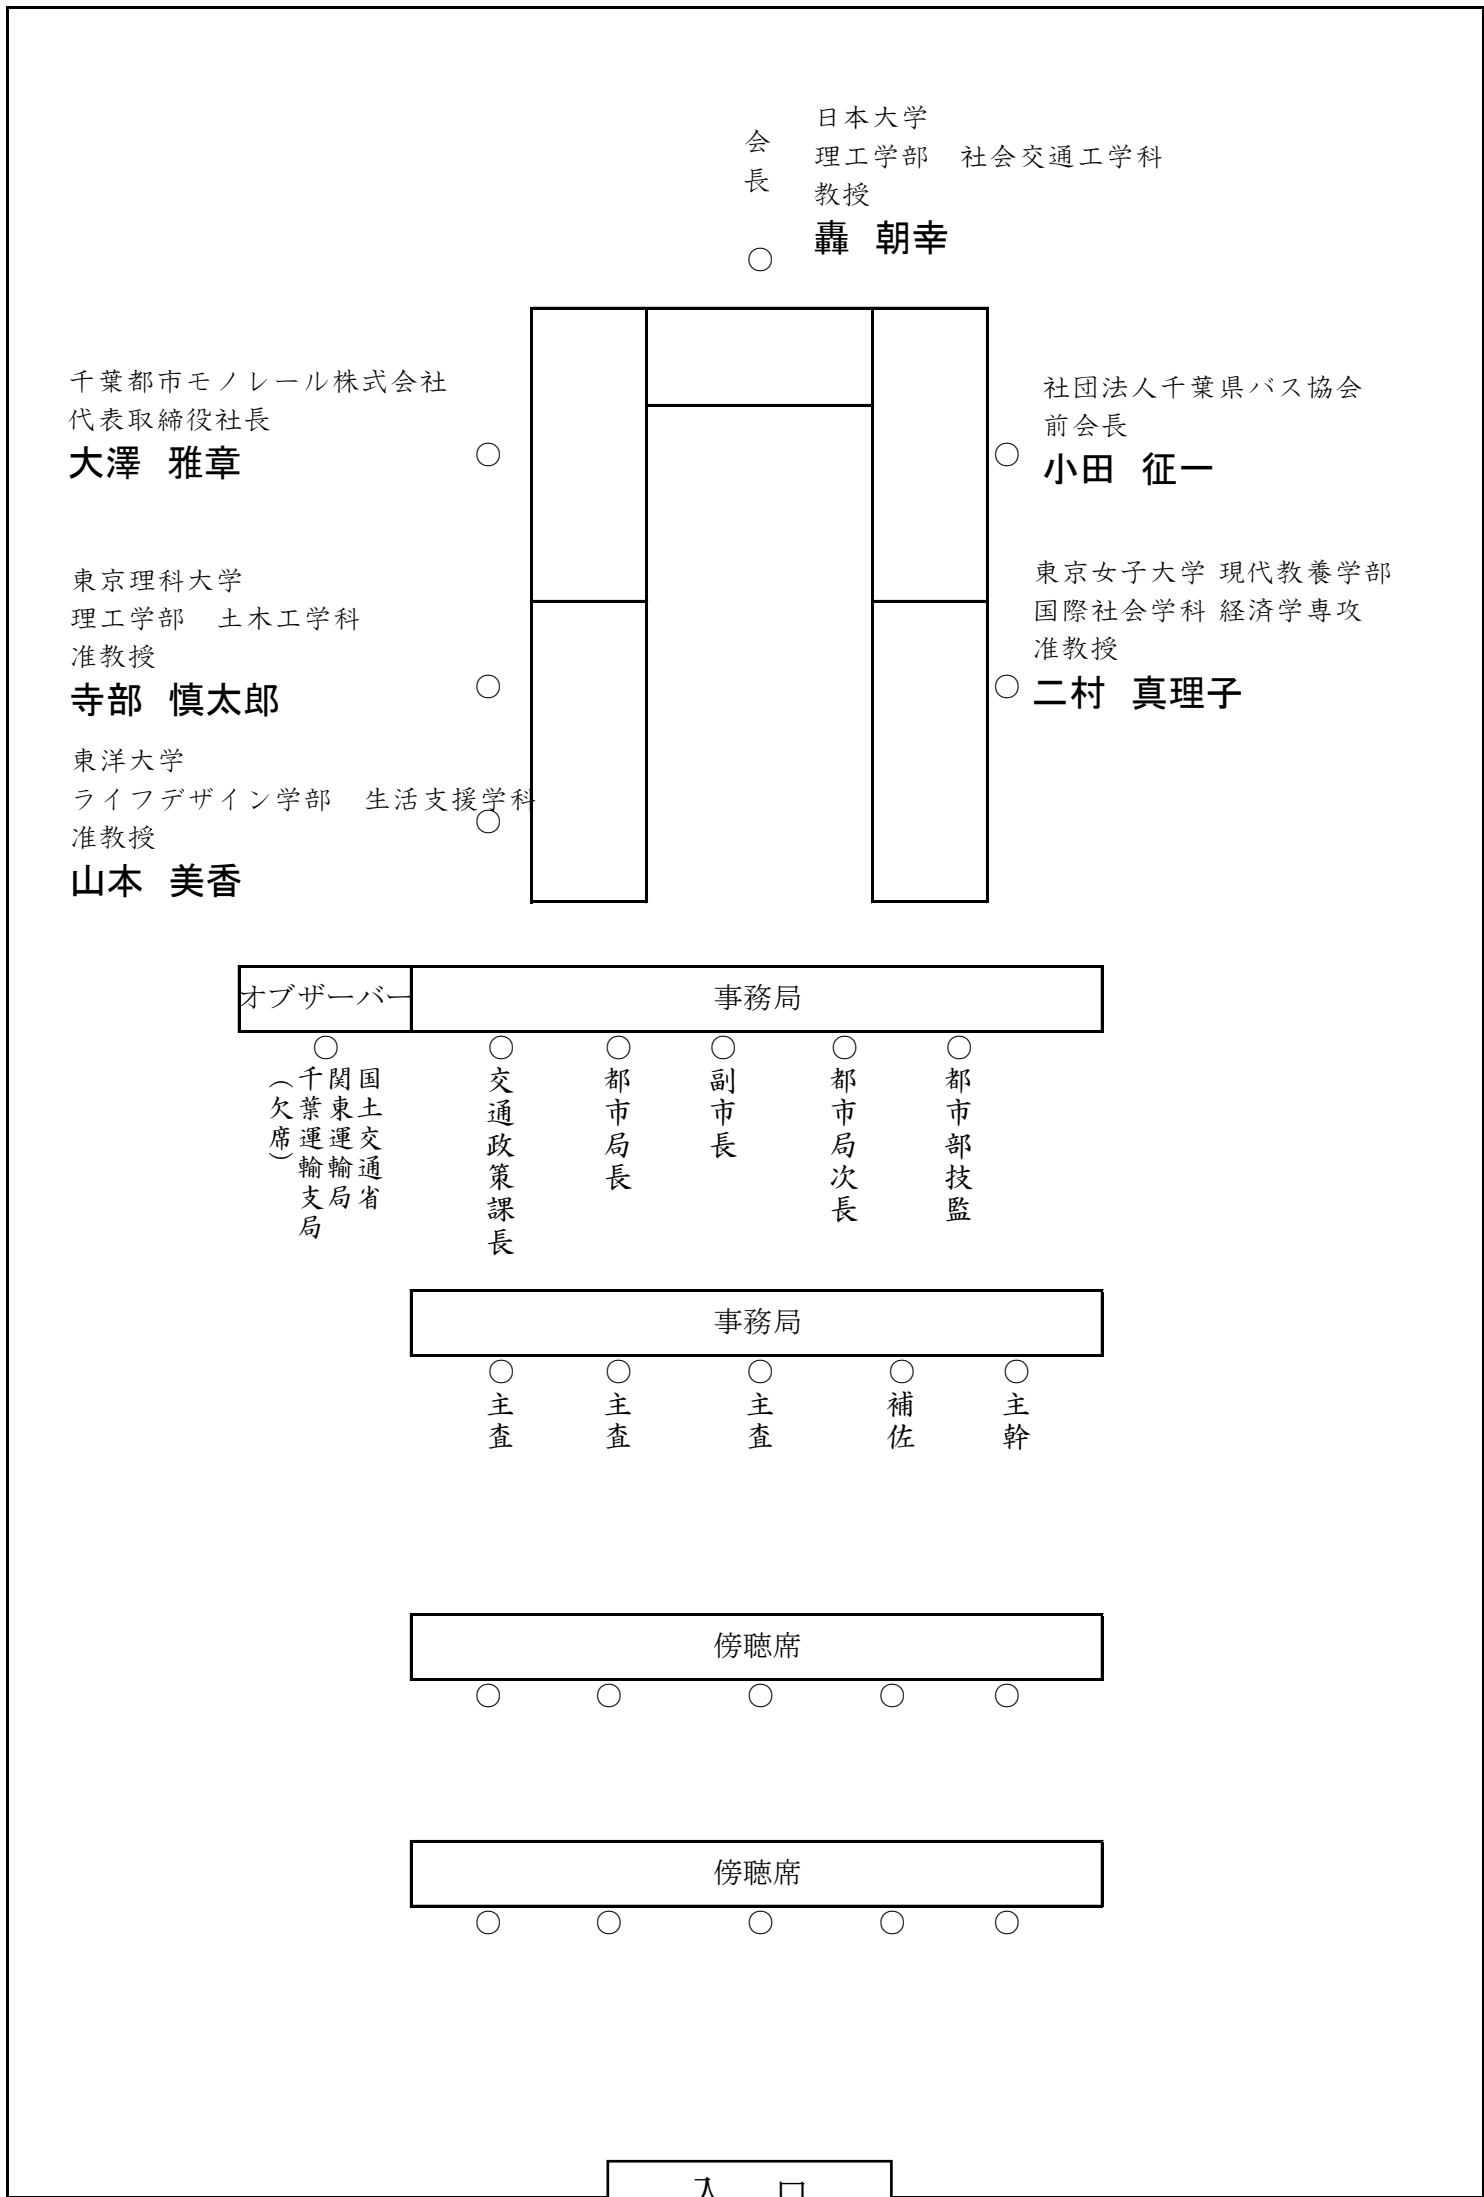 会長
日本大学
理工学部　社会交通工学科
教授
轟　朝幸
○
千葉都市モノレール株式会社
代表取締役社長
大澤　雅章
○
社団法人千葉県バス協会
前会長
○
小田　征一
東京理科大学
理工学部　土木工学科
准教授
寺部　慎太郎
○
東京女子大学 現代教養学部
国際社会学科 経済学専攻
准教授
○
二村　真理子
東洋大学
ライフデザイン学部　生活支援学科
准教授
○
山本　美香
オブザーバー
事務局
○ ○ ○ ○ ○ ○
国土交通省
関東運輸局
千葉運輸支局
（欠席）
交通政策課長
都市局長
副市長
都市局次長
都市部技監
事務局
○ ○ ○ ○ ○
主査
主査
主査
補佐
主幹
傍聴席
○ ○ ○ ○ ○
傍聴席
○ ○ ○ ○ ○
入　口